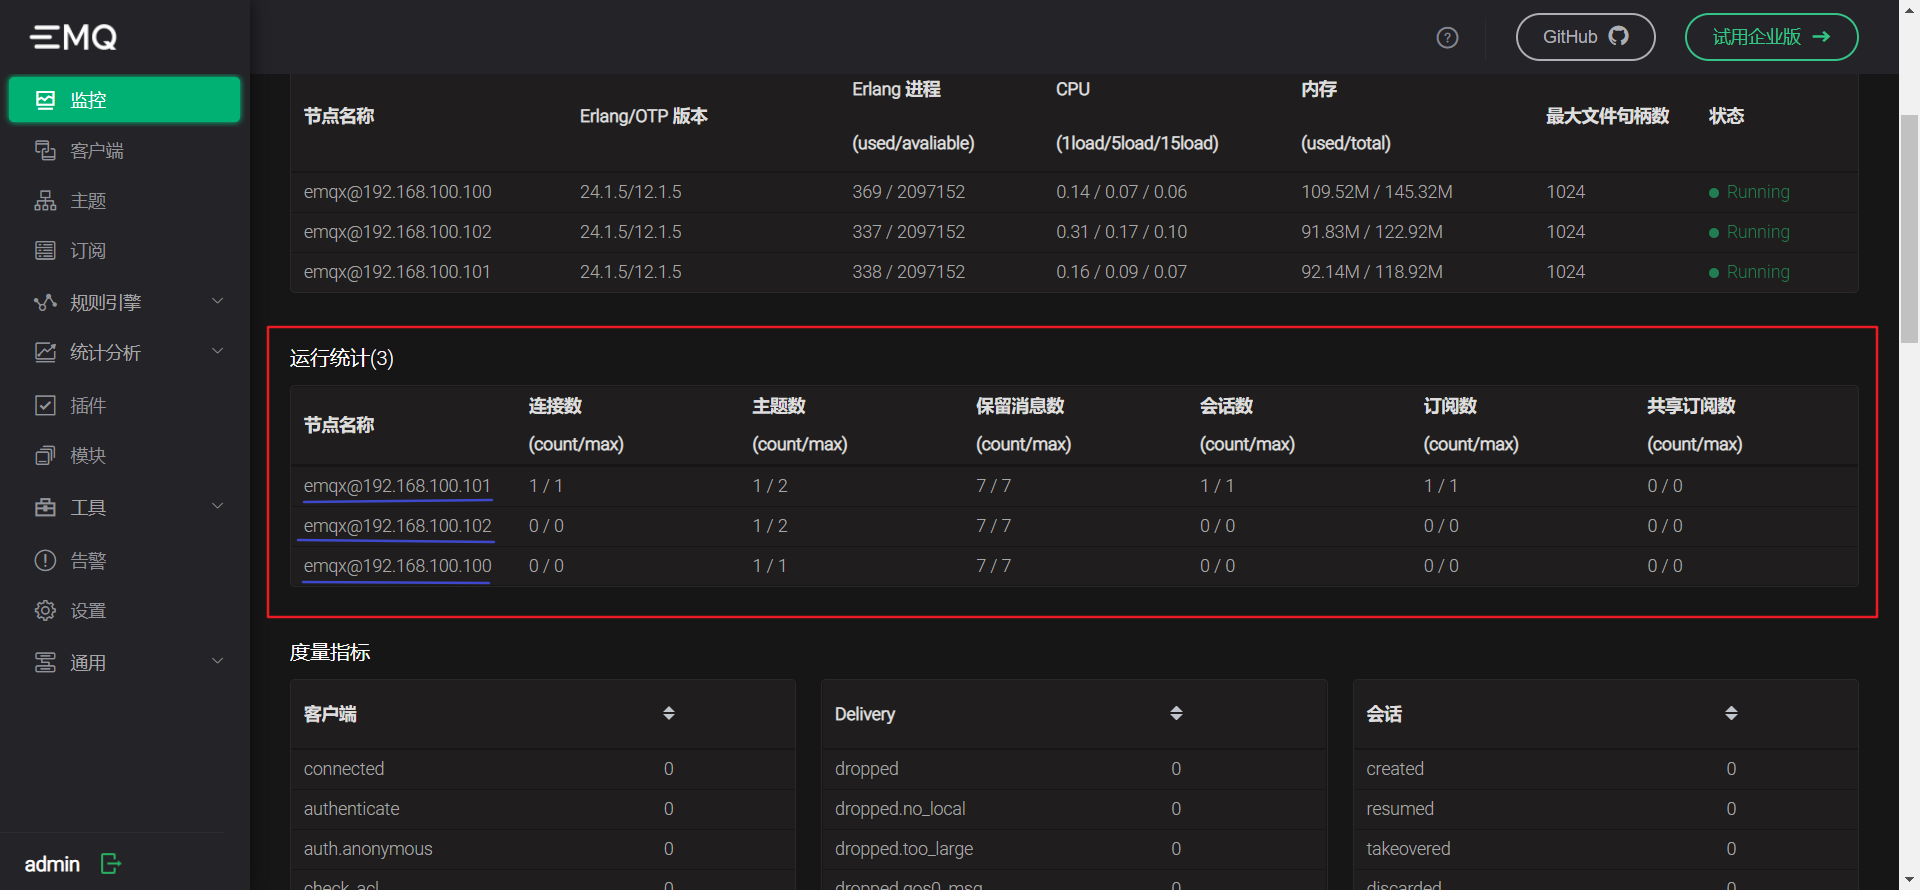 EMQ
GitHub
试用企业版
监控
客户端
主题
订阅
规则引擎
统计分析
插件
模块
工具
告警
设置
通用
admin
节点名称 Erlang/OTP 版本 Erlang 进程 (used/avaliable) CPU (1load/5load/15load) 内存 (used/total) 最大文件句柄数 状态
emqx@192.168.100.100 24.1.5/12.1.5 369 / 2097152 0.14 / 0.07 / 0.06 109.52M / 145.32M 1024 Running
emqx@192.168.100.102 24.1.5/12.1.5 337 / 2097152 0.31 / 0.17 / 0.10 91.83M / 122.92M 1024 Running
emqx@192.168.100.101 24.1.5/12.1.5 338 / 2097152 0.16 / 0.09 / 0.07 92.14M / 118.92M 1024 Running
运行统计(3)
节点名称 连接数 (count/max) 主题数 (count/max) 保留消息数 (count/max) 会话数 (count/max) 订阅数 (count/max) 共享订阅数 (count/max)
emqx@192.168.100.101 1 / 1 1 / 2 7 / 7 1 / 1 1 / 1 0 / 0
emqx@192.168.100.102 0 / 0 1 / 2 7 / 7 0 / 0 0 / 0 0 / 0
emqx@192.168.100.100 0 / 0 1 / 1 7 / 7 0 / 0 0 / 0 0 / 0
度量指标
客户端
connected 0
authenticate 0
auth.anonymous 0
check_acl 0
Delivery
dropped 0
dropped.no_local 0
dropped.too_large 0
dropped.qos0_msg 0
会话
created 0
resumed 0
takeovered 0
discarded 0